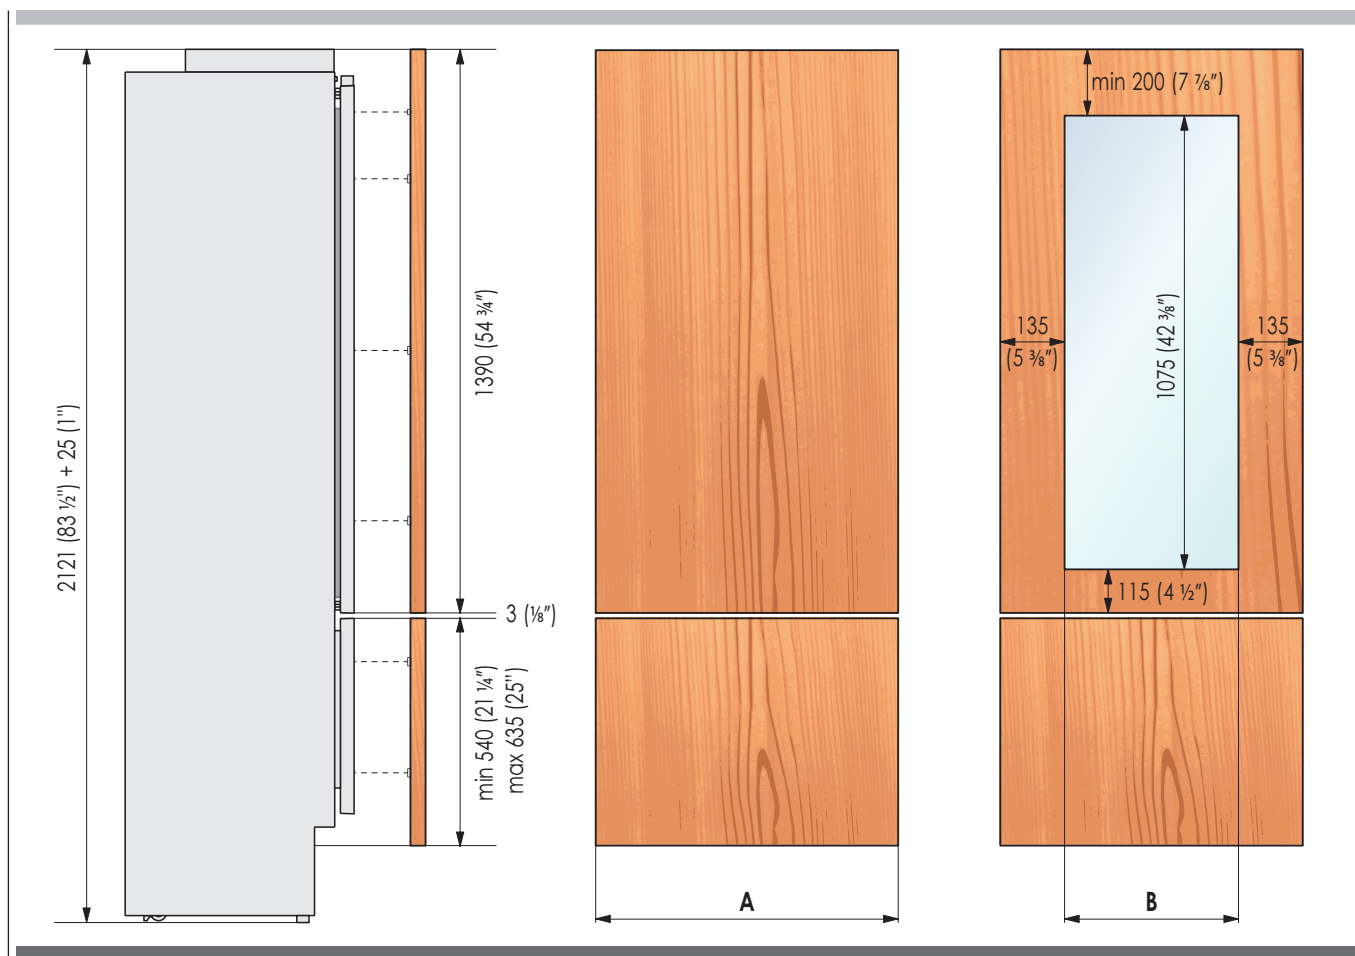 2121 (83 ½") + 25 (1")
1390 (54 ¾”)
3 (⅛”)
min 540 (21 ¼”)
max 635 (25")
A
min 200 (7 ⅞”)
135
(5 ⅜”)
1075 (42 ⅜”)
135
(5 ⅜”)
115 (4 ½”)
B